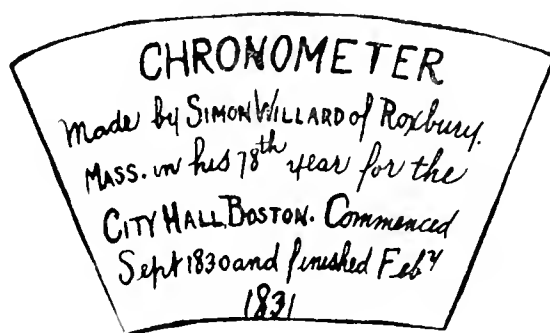 CHRONOMETER
Made by SIMON WILLARD of Roxbury.
MASS. in his 78th year for the
CITY HALL, BOSTON. Commenced
Sept 1830 and finished Feby
1831